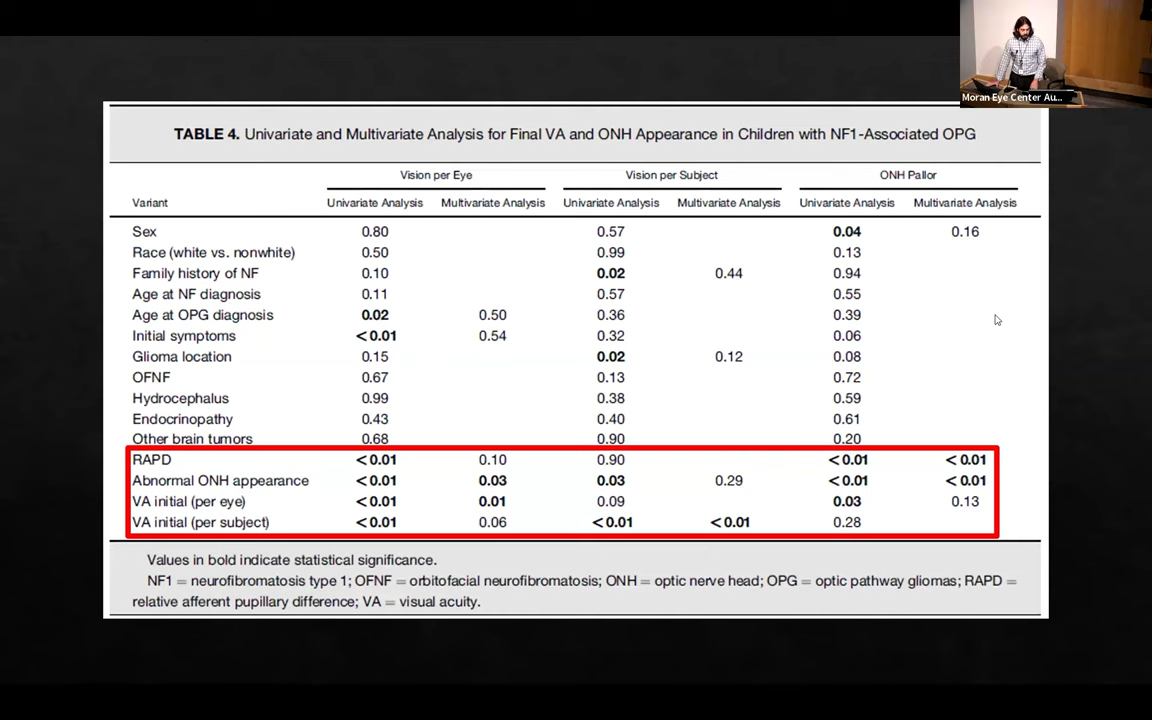 Moran Eye Center Au...
TABLE 4. Univariate and Multivariate Analysis for Final VA and ONH Appearance in Children with NF1-Associated OPG
Vision per Eye Vision per Subject ONH Pallor
Variant Univariate Analysis Multivariate Analysis Univariate Analysis Multivariate Analysis Univariate Analysis Multivariate Analysis
Sex 0.80 0.57 0.04 0.16
Race (white vs. nonwhite) 0.50 0.99 0.13
Family history of NF 0.10 0.02 0.44 0.94
Age at NF diagnosis 0.11 0.57 0.55
Age at OPG diagnosis 0.02 0.50 0.36 0.39
Initial symptoms <0.01 0.54 0.32 0.06
Glioma location 0.15 0.02 0.12 0.08
OFNF 0.67 0.13 0.72
Hydrocephalus 0.99 0.38 0.59
Endocrinopathy 0.43 0.40 0.61
Other brain tumors 0.68 0.90 0.20
RAPD <0.01 0.10 0.90 <0.01 <0.01
Abnormal ONH appearance <0.01 0.03 0.03 0.29 <0.01 <0.01
VA initial (per eye) <0.01 0.01 0.09 0.03 0.13
VA initial (per subject) <0.01 0.06 <0.01 <0.01 0.28
Values in bold indicate statistical significance.
NF1 = neurofibromatosis type 1; OFNF = orbitofacial neurofibromatosis; ONH = optic nerve head; OPG = optic pathway gliomas; RAPD =
relative afferent pupillary difference; VA = visual acuity.